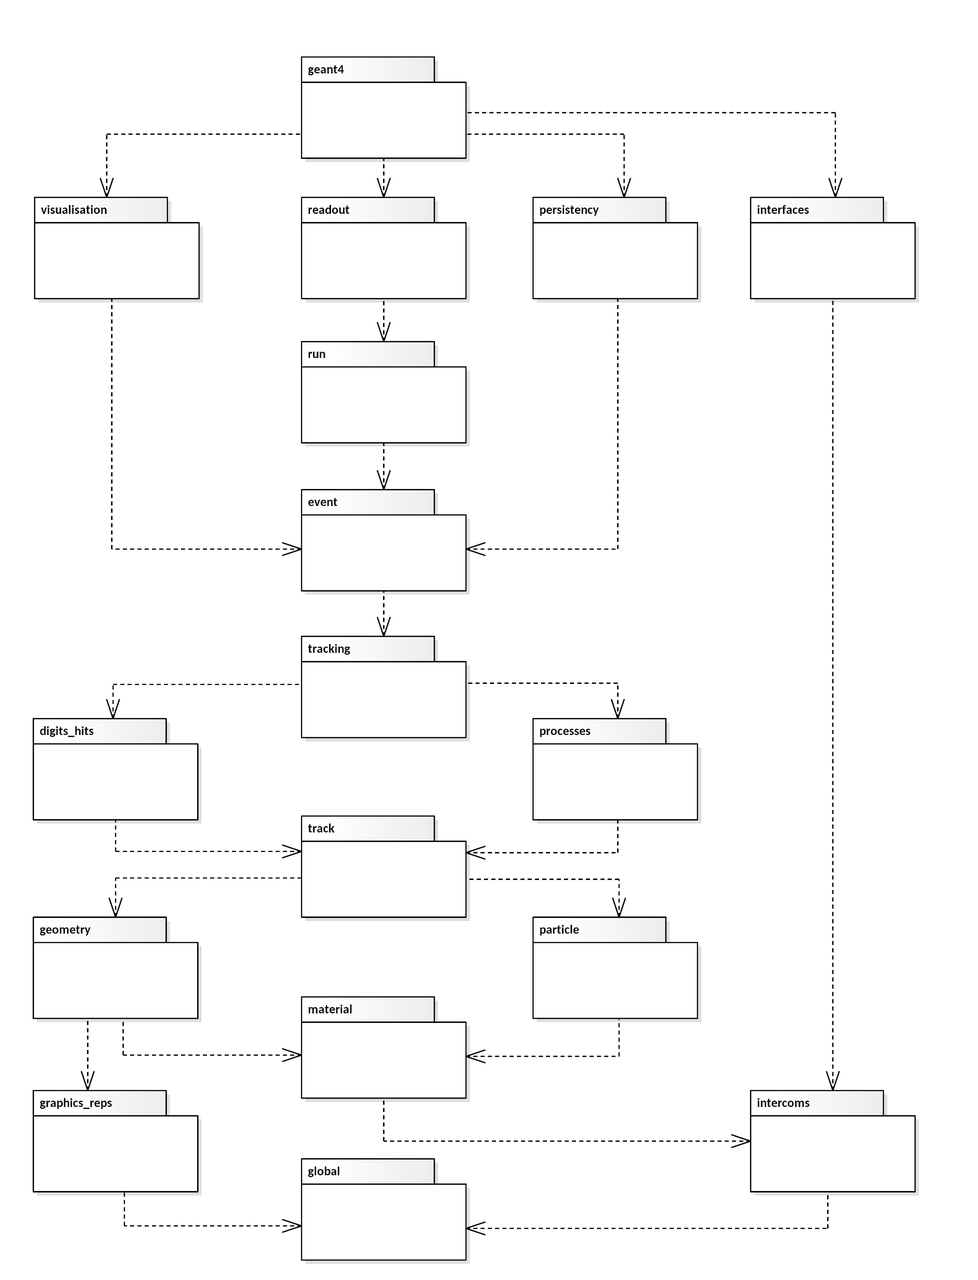 geant4
visualisation
readout
persistency
interfaces
run
event
tracking
digits_hits
processes
track
geometry
particle
material
graphics_reps
intercoms
global